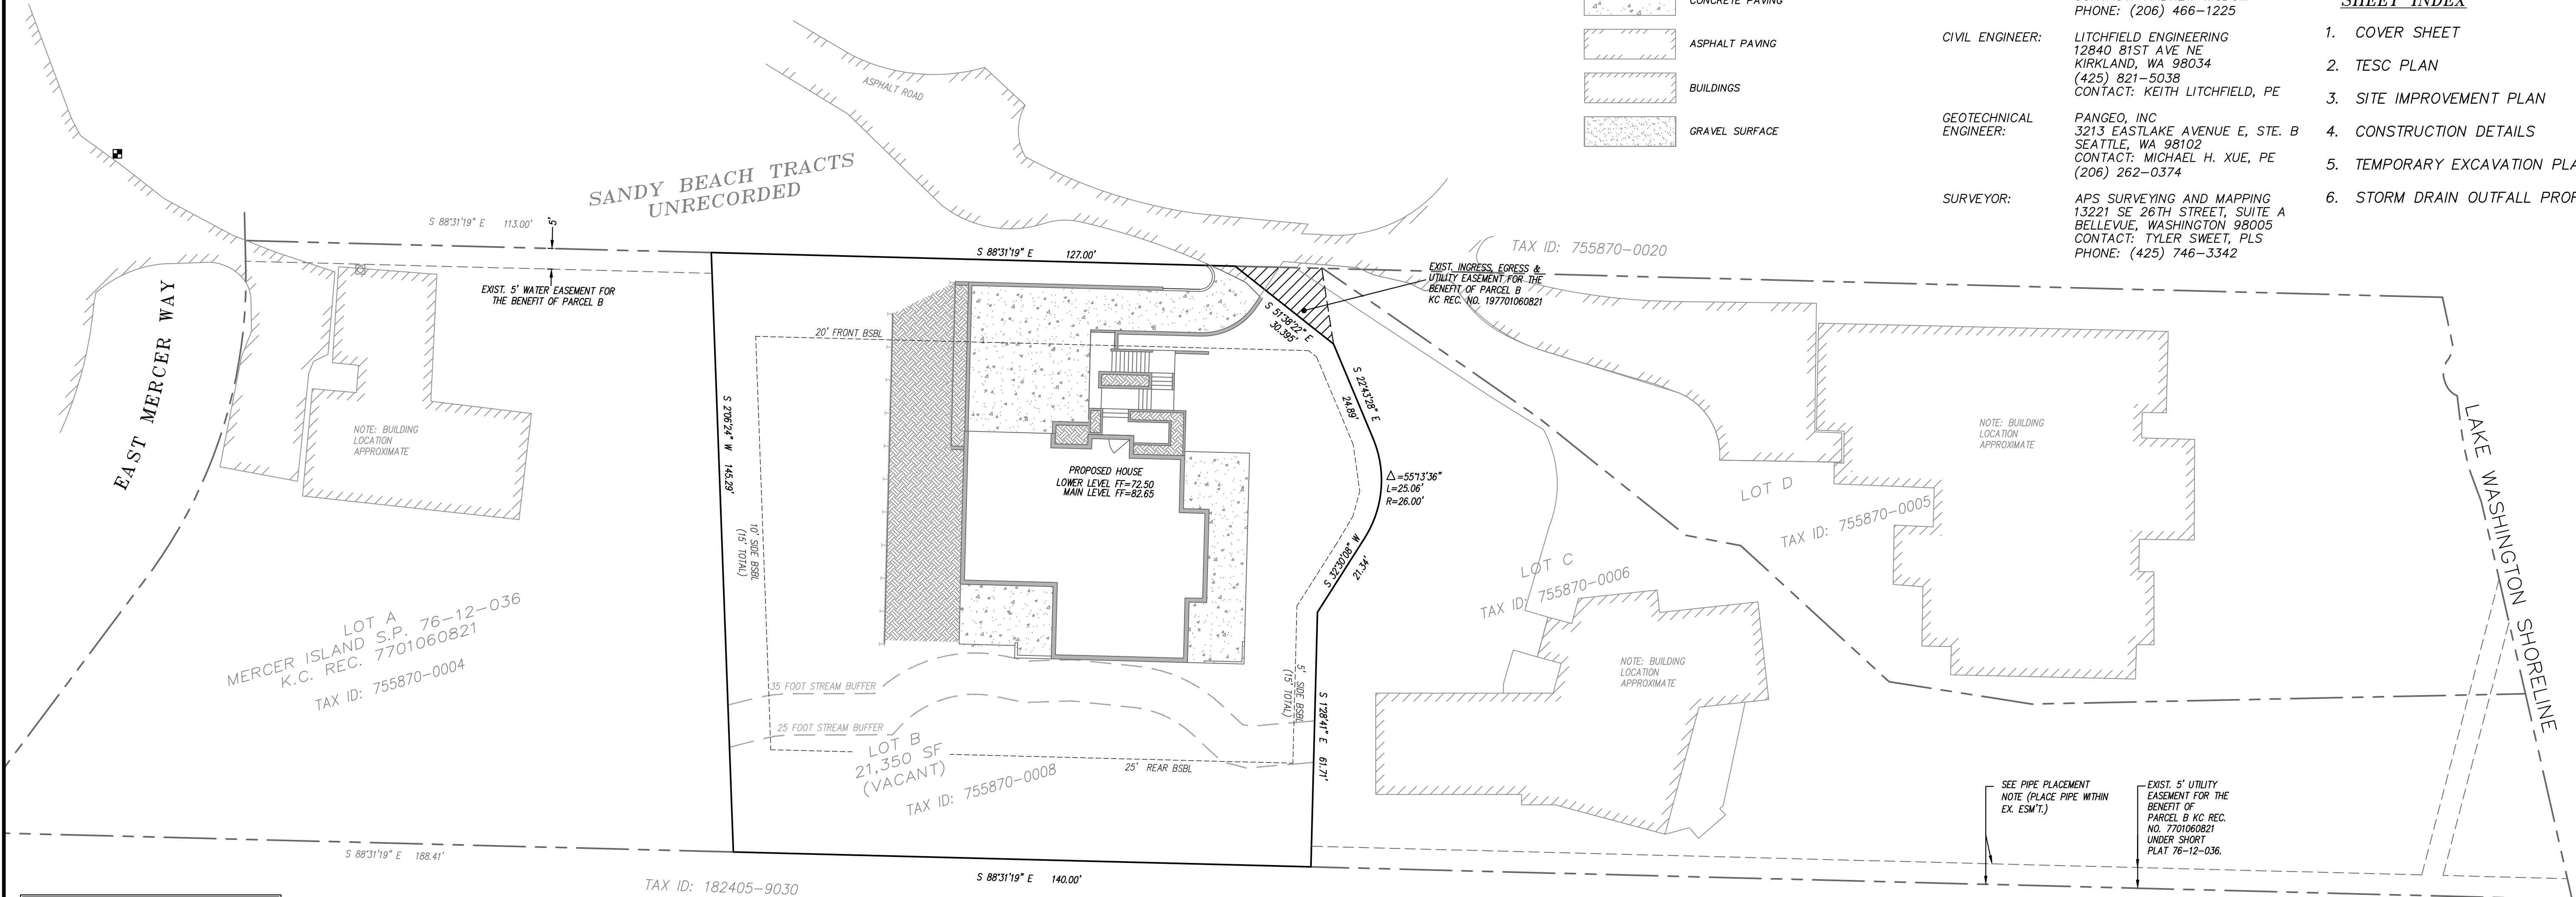 CONCRETE PAVING
ASPHALT PAVING
BUILDINGS
GRAVEL SURFACE
PHONE: (206) 466-1225
CIVIL ENGINEER:
LITCHFIELD ENGINEERING
12840 81ST AVE NE
KIRKLAND, WA 98034
(425) 821-5038
CONTACT: KEITH LITCHFIELD, PE
GEOTECHNICAL
ENGINEER:
PANGEO, INC
3213 EASTLAKE AVENUE E, STE. B
SEATTLE, WA 98102
CONTACT: MICHAEL H. XUE, PE
(206) 262-0374
SURVEYOR:
APS SURVEYING AND MAPPING
13221 SE 26TH STREET, SUITE A
BELLEVUE, WASHINGTON 98005
CONTACT: TYLER SWEET, PLS
PHONE: (425) 746-3342
SHEET INDEX
1. COVER SHEET
2. TESC PLAN
3. SITE IMPROVEMENT PLAN
4. CONSTRUCTION DETAILS
5. TEMPORARY EXCAVATION PLA
6. STORM DRAIN OUTFALL PROF
ASPHALT ROAD
SANDY BEACH TRACTS
UNRECORDED
S 88°31'19" E 113.00'
5'
EXIST. 5' WATER EASEMENT FOR
THE BENEFIT OF PARCEL B
S 88°31'19" E 127.00'
TAX ID: 755870-0020
EXIST. INGRESS, EGRESS &
UTILITY EASEMENT FOR THE
BENEFIT OF PARCEL B
KC REC. NO. 197701060821
S 51°38'22" E
30.395'
20' FRONT BSBL
S 22°43'28" E
24.89'
EAST MERCER WAY
NOTE: BUILDING
LOCATION
APPROXIMATE
S 2°06'24" W 145.29'
10' SIDE BSBL
(15' TOTAL)
PROPOSED HOUSE
LOWER LEVEL FF=72.50
MAIN LEVEL FF=82.65
Δ=55°13'36"
L=25.06'
R=26.00'
S 32°30'08" W
21.34'
NOTE: BUILDING
LOCATION
APPROXIMATE
LOT D
TAX ID: 755870-0005
LAKE WASHINGTON SHORELINE
LOT C
TAX ID: 755870-0006
NOTE: BUILDING
LOCATION
APPROXIMATE
LOT A
MERCER ISLAND S.P. 76-12-036
K.C. REC. 7701060821
TAX ID: 755870-0004
35 FOOT STREAM BUFFER
25 FOOT STREAM BUFFER
5' SIDE BSBL
(15' TOTAL)
S 1°28'41" E 61.71'
LOT B
21,350 SF
(VACANT)
TAX ID: 755870-0008
25' REAR BSBL
SEE PIPE PLACEMENT
NOTE (PLACE PIPE WITHIN
EX. ESM'T.)
EXIST. 5' UTILITY
EASEMENT FOR THE
BENEFIT OF
PARCEL B KC REC.
NO. 7701060821
UNDER SHORT
PLAT 76-12-036.
S 88°31'19" E 188.41'
TAX ID: 182405-9030
S 88°31'19" E 140.00'